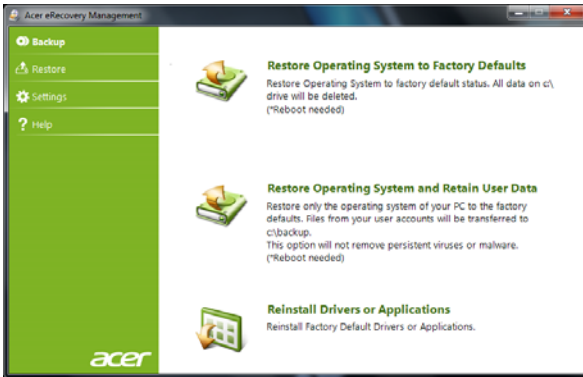 Acer eRecovery Management
Backup
Restore
Settings
Help
Restore Operating System to Factory Defaults
Restore Operating System to factory default status. All data on c:\
drive will be deleted.
(*Reboot needed)
Restore Operating System and Retain User Data
Restore only the operating system of your PC to the factory
defaults. Files from your user accounts will be transferred to
c:\backup.
This option will not remove persistent viruses or malware.
(*Reboot needed)
Reinstall Drivers or Applications
Reinstall Factory Default Drivers or Applications.
acer